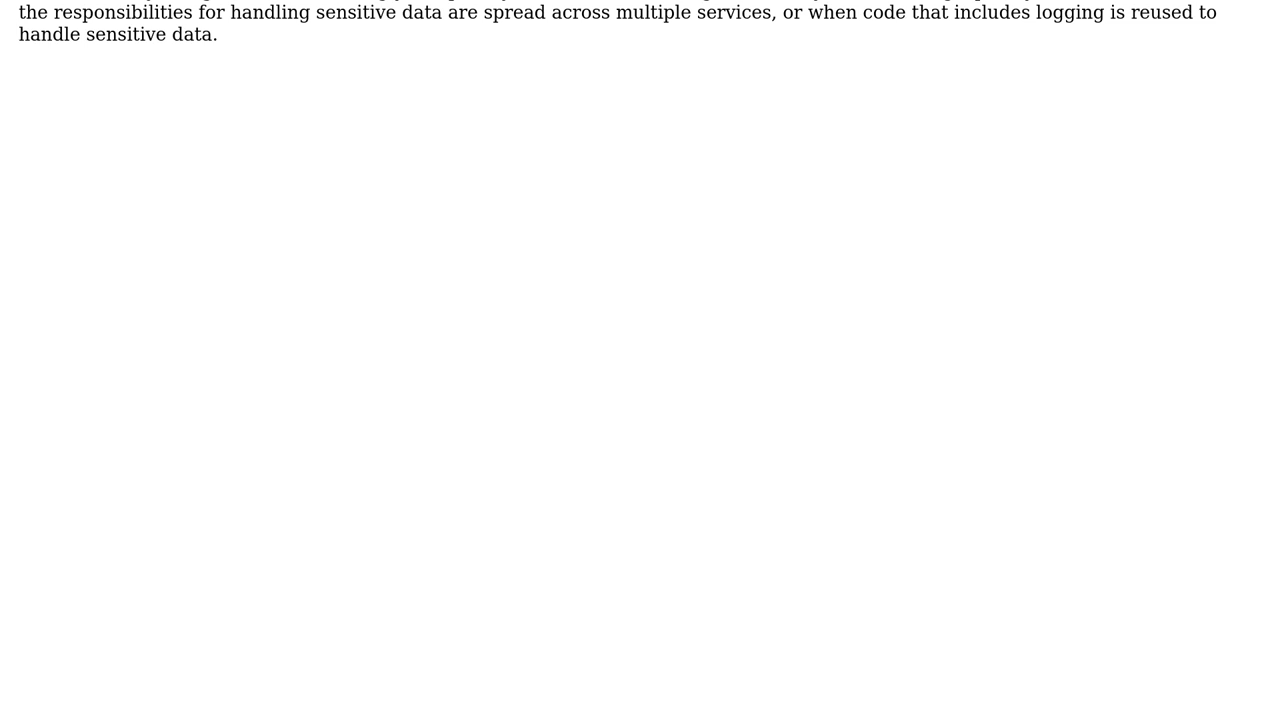 the responsibilities for handling sensitive data are spread across multiple services, or when code that includes logging is reused to
handle sensitive data.